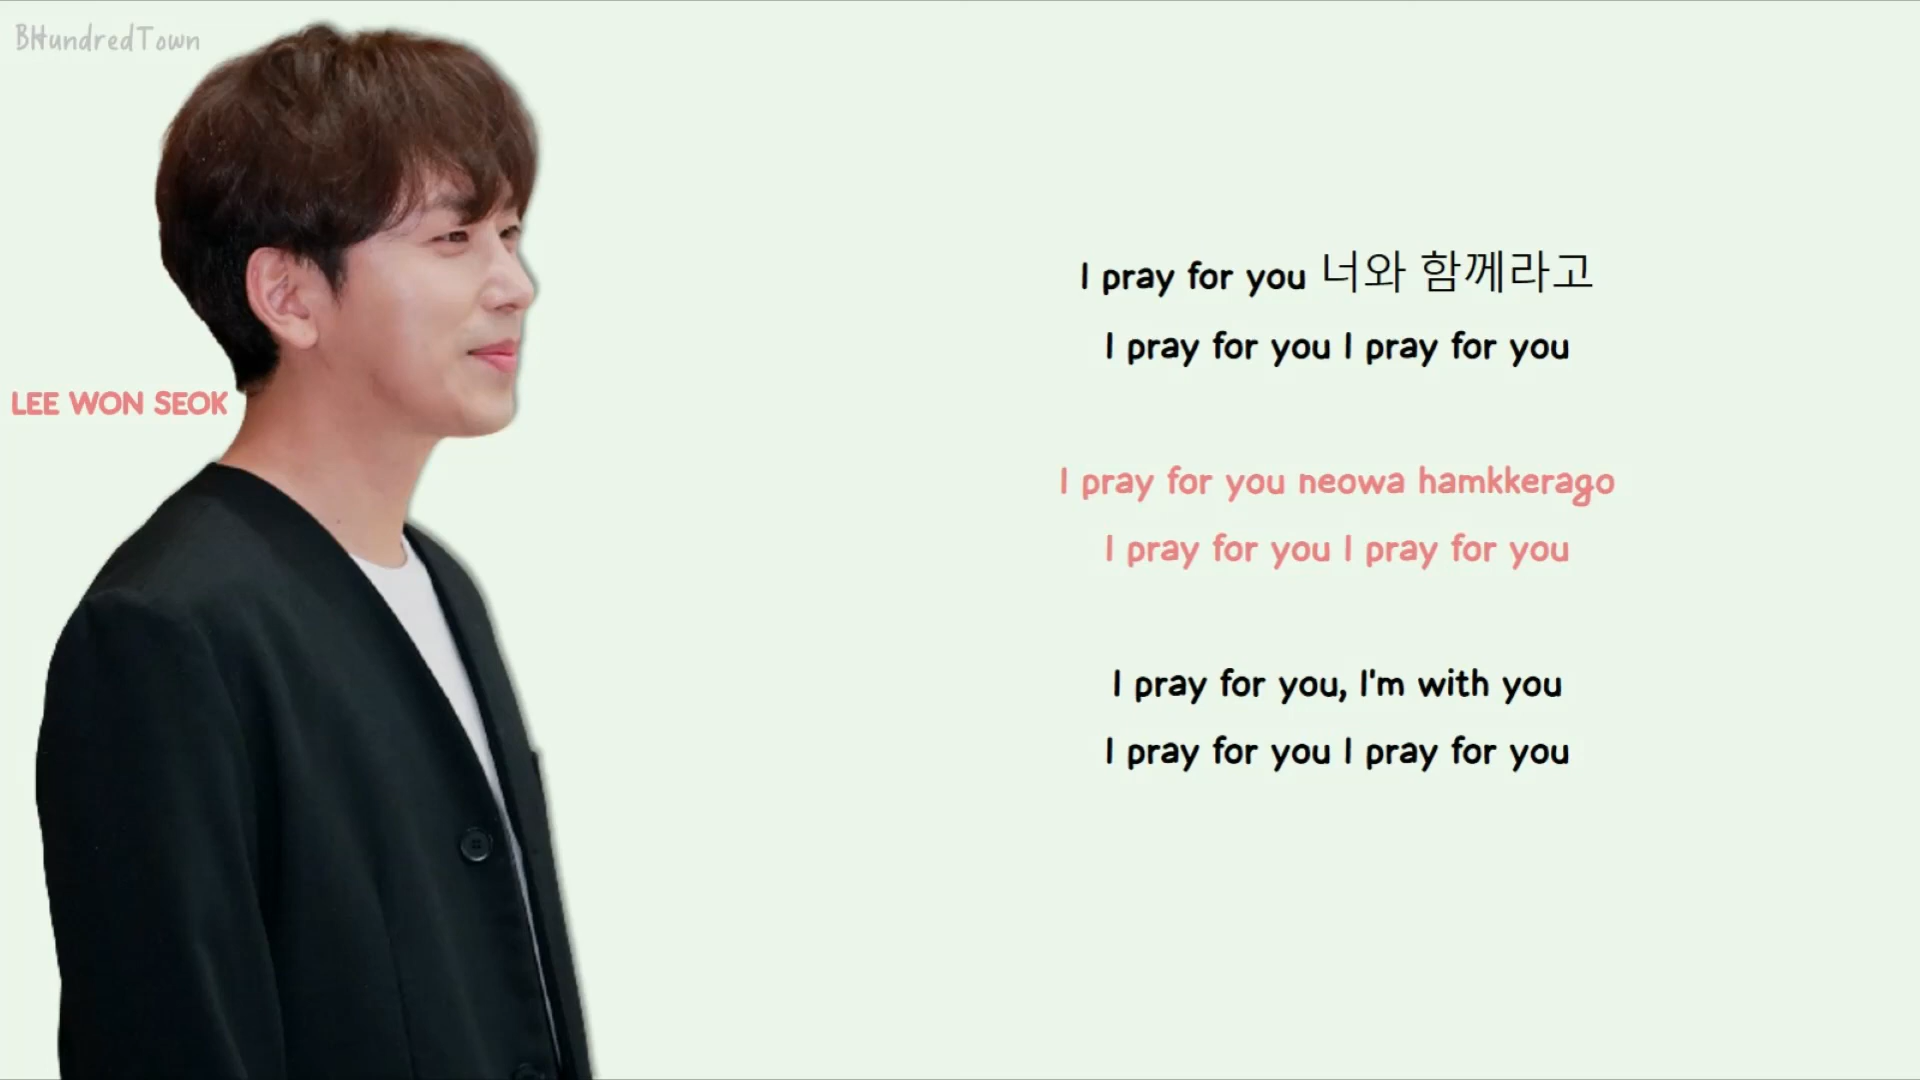 BHundredTown
LEE WON SEOK
I pray for you 너와 함께라고
I pray for you I pray for you
I pray for you neowa hamkkerago
I pray for you I pray for you
I pray for you, I'm with you
I pray for you I pray for you